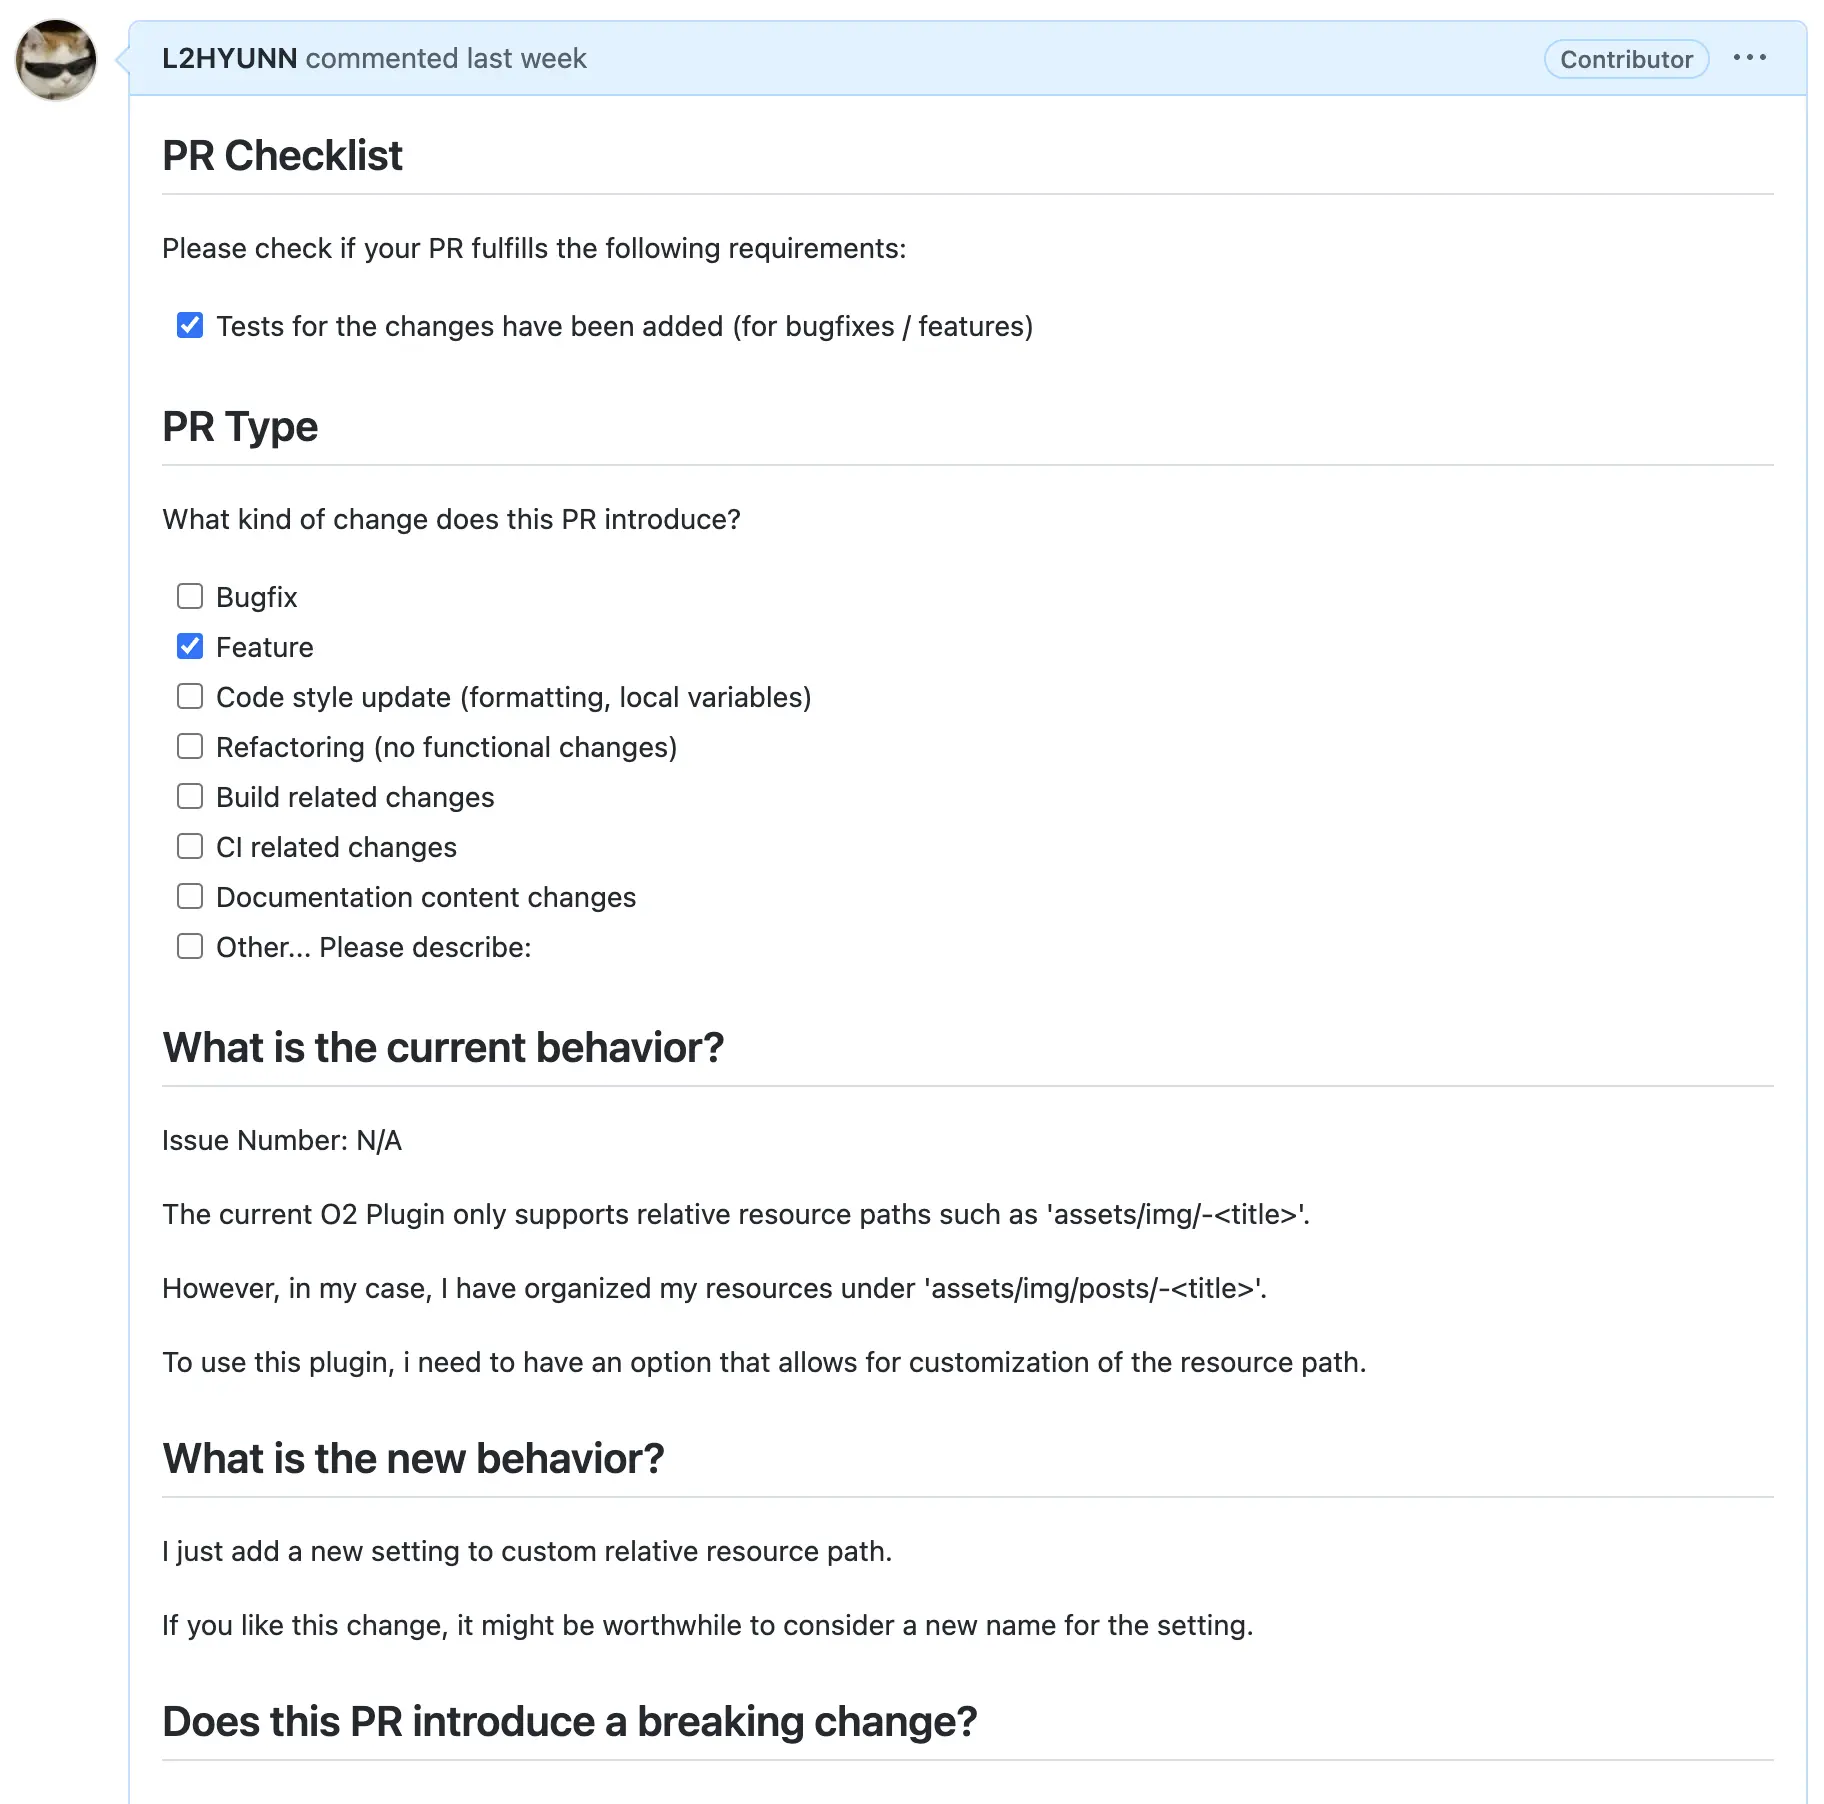 L2HYUNN commented last week
Contributor
PR Checklist
Please check if your PR fulfills the following requirements:
Tests for the changes have been added (for bugfixes / features)
PR Type
What kind of change does this PR introduce?
Bugfix
Feature
Code style update (formatting, local variables)
Refactoring (no functional changes)
Build related changes
CI related changes
Documentation content changes
Other... Please describe:
What is the current behavior?
Issue Number: N/A
The current O2 Plugin only supports relative resource paths such as 'assets/img/-<title>'.
However, in my case, I have organized my resources under 'assets/img/posts/-<title>'.
To use this plugin, i need to have an option that allows for customization of the resource path.
What is the new behavior?
I just add a new setting to custom relative resource path.
If you like this change, it might be worthwhile to consider a new name for the setting.
Does this PR introduce a breaking change?